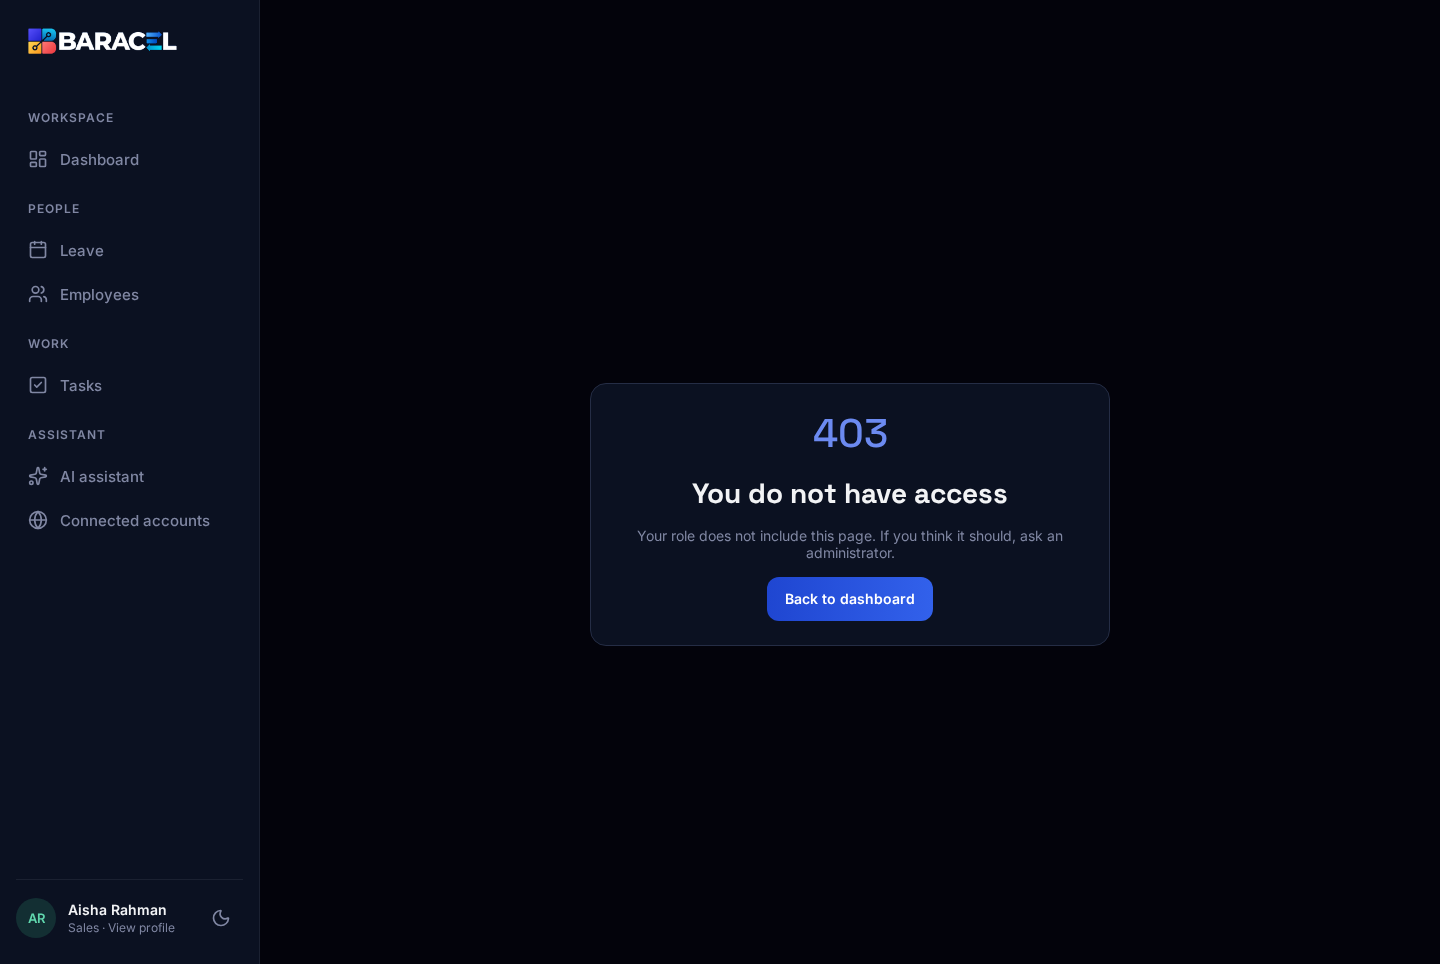 BARACEL
WORKSPACE
Dashboard
PEOPLE
Leave
Employees
WORK
Tasks
ASSISTANT
AI assistant
Connected accounts
AR
Aisha Rahman
Sales · View profile
403
You do not have access
Your role does not include this page. If you think it should, ask an
administrator.
Back to dashboard